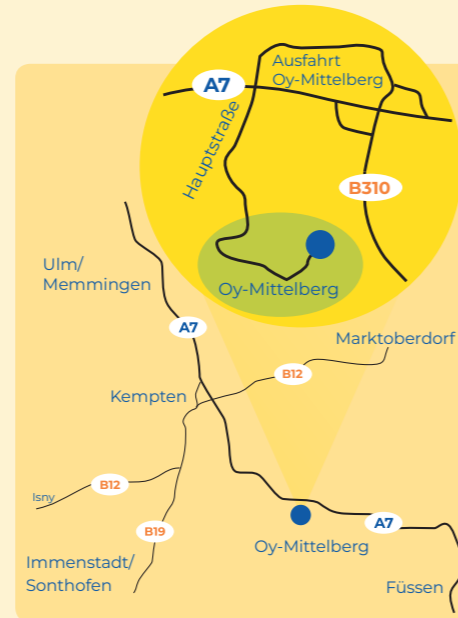 Ausfahrt
Oy-Mittelberg
A7
Hauptstraße
B310
Oy-Mittelberg
Ulm/
Memmingen
A7
Marktoberdorf
B12
Kempten
B12
Isny
B19
A7
Oy-Mittelberg
Immenstadt/
Sonthofen
Füssen